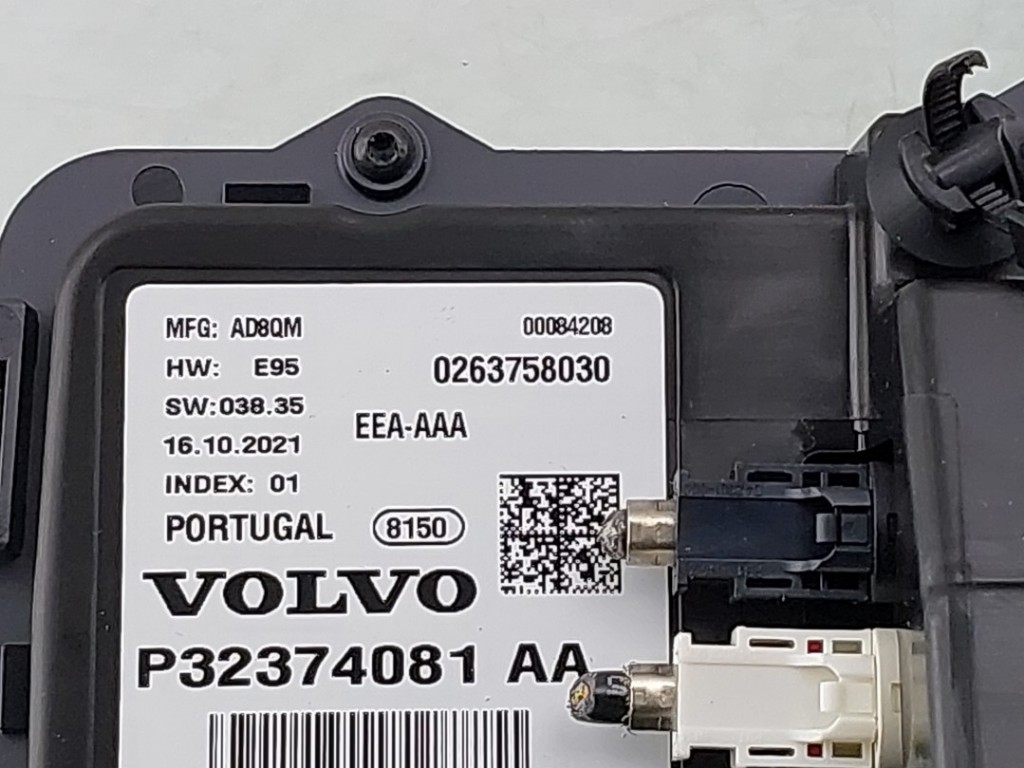 MFG: AD8QM 00084208
HW: E95 0263758030
SW:038.35
EEA-AAA
16.10.2021
INDEX: 01
PORTUGAL 8150
VOLVO
P32374081 AA